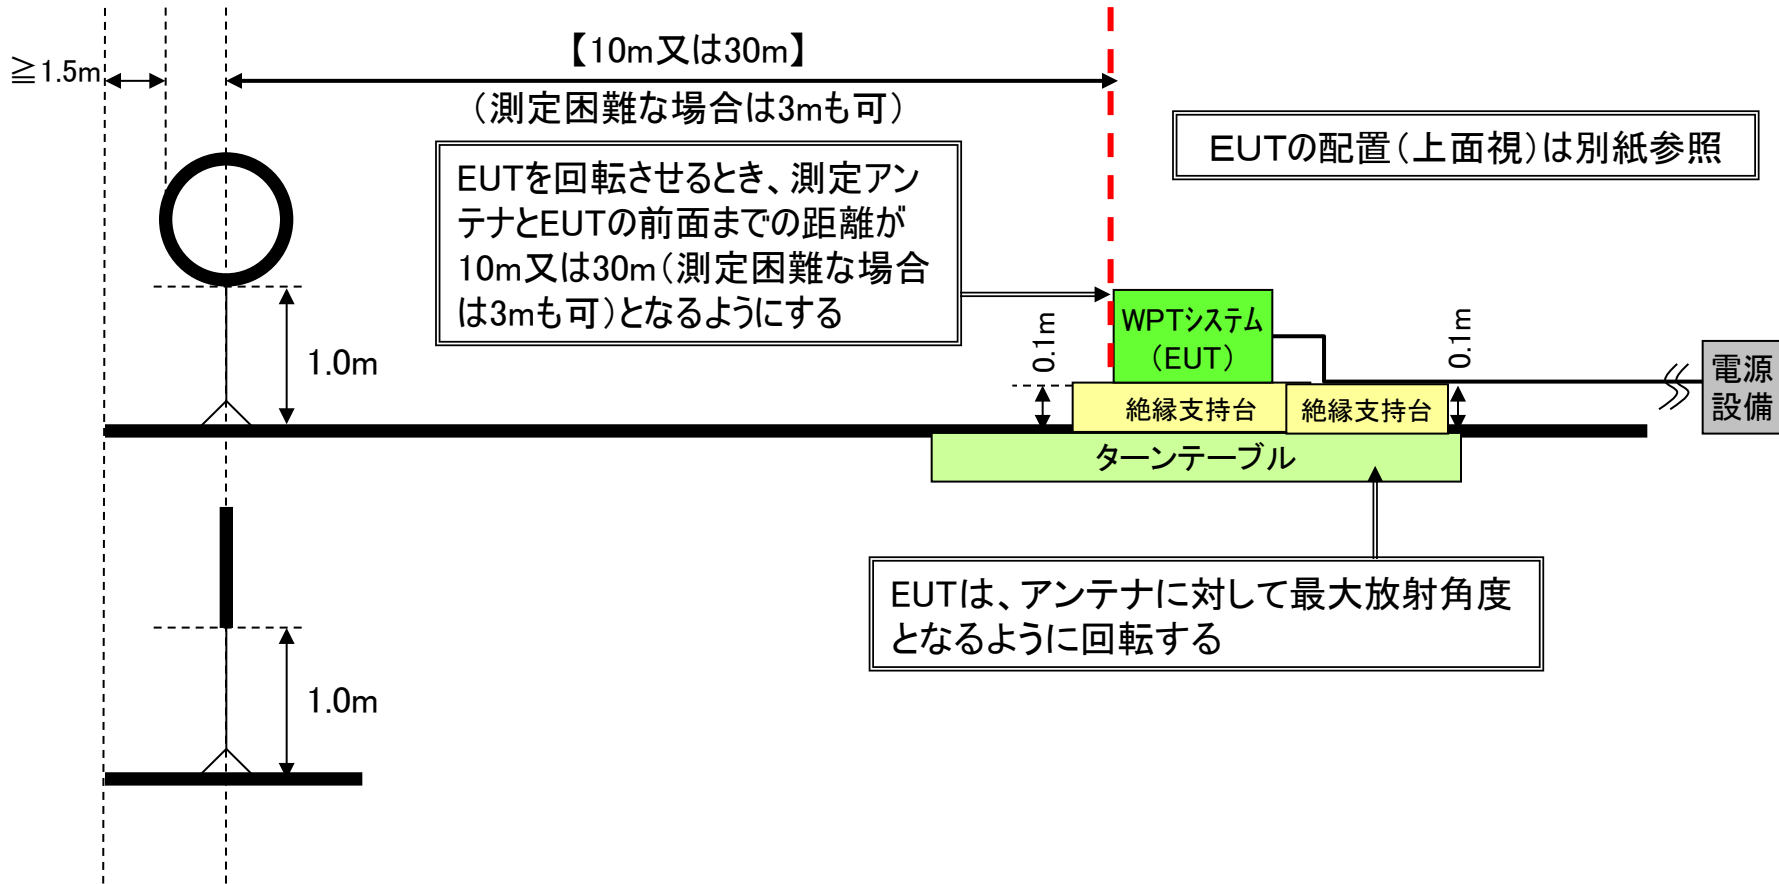 ≧1.5m
【10m又は30m】
（測定困難な場合は3mも可）
EUTの配置（上面視）は別紙参照
EUTを回転させるとき、測定アン
テナとEUTの前面までの距離が
10m又は30m（測定困難な場合
は3mも可）となるようにする
1.0m
0.1m
WPTシステム
（EUT）
0.1m
電源
設備
絶縁支持台
絶縁支持台
ターンテーブル
EUTは、アンテナに対して最大放射角度
となるように回転する
1.0m